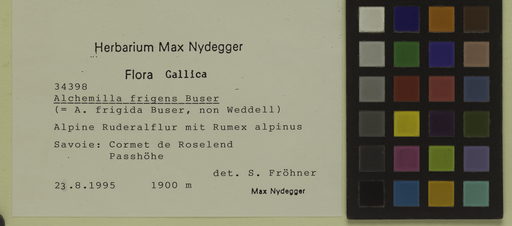 Herbarium Max Nydegger
Flora Gallica
34398
Alchemilla frigens Buser
(= A. frigida Buser, non Weddell)
Alpine Ruderalflur mit Rumex alpinus
Savoie: Cormet de Roselend
Passhöhe
det. S. Fröhner
23.8.1995 1900 m
Max Nydegger